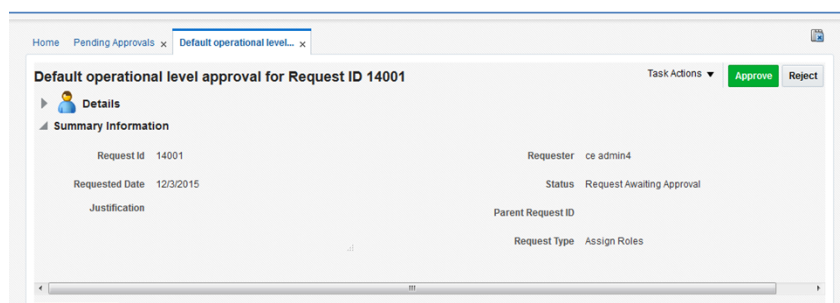 Home Pending Approvals x Default operational level... x
Default operational level approval for Request ID 14001 Task Actions ▼ Approve Reject
Details
Summary Information
Request Id 14001 Requester ce admin4
Requested Date 12/3/2015 Status Request Awaiting Approval
Justification
Parent Request ID
Request Type Assign Roles